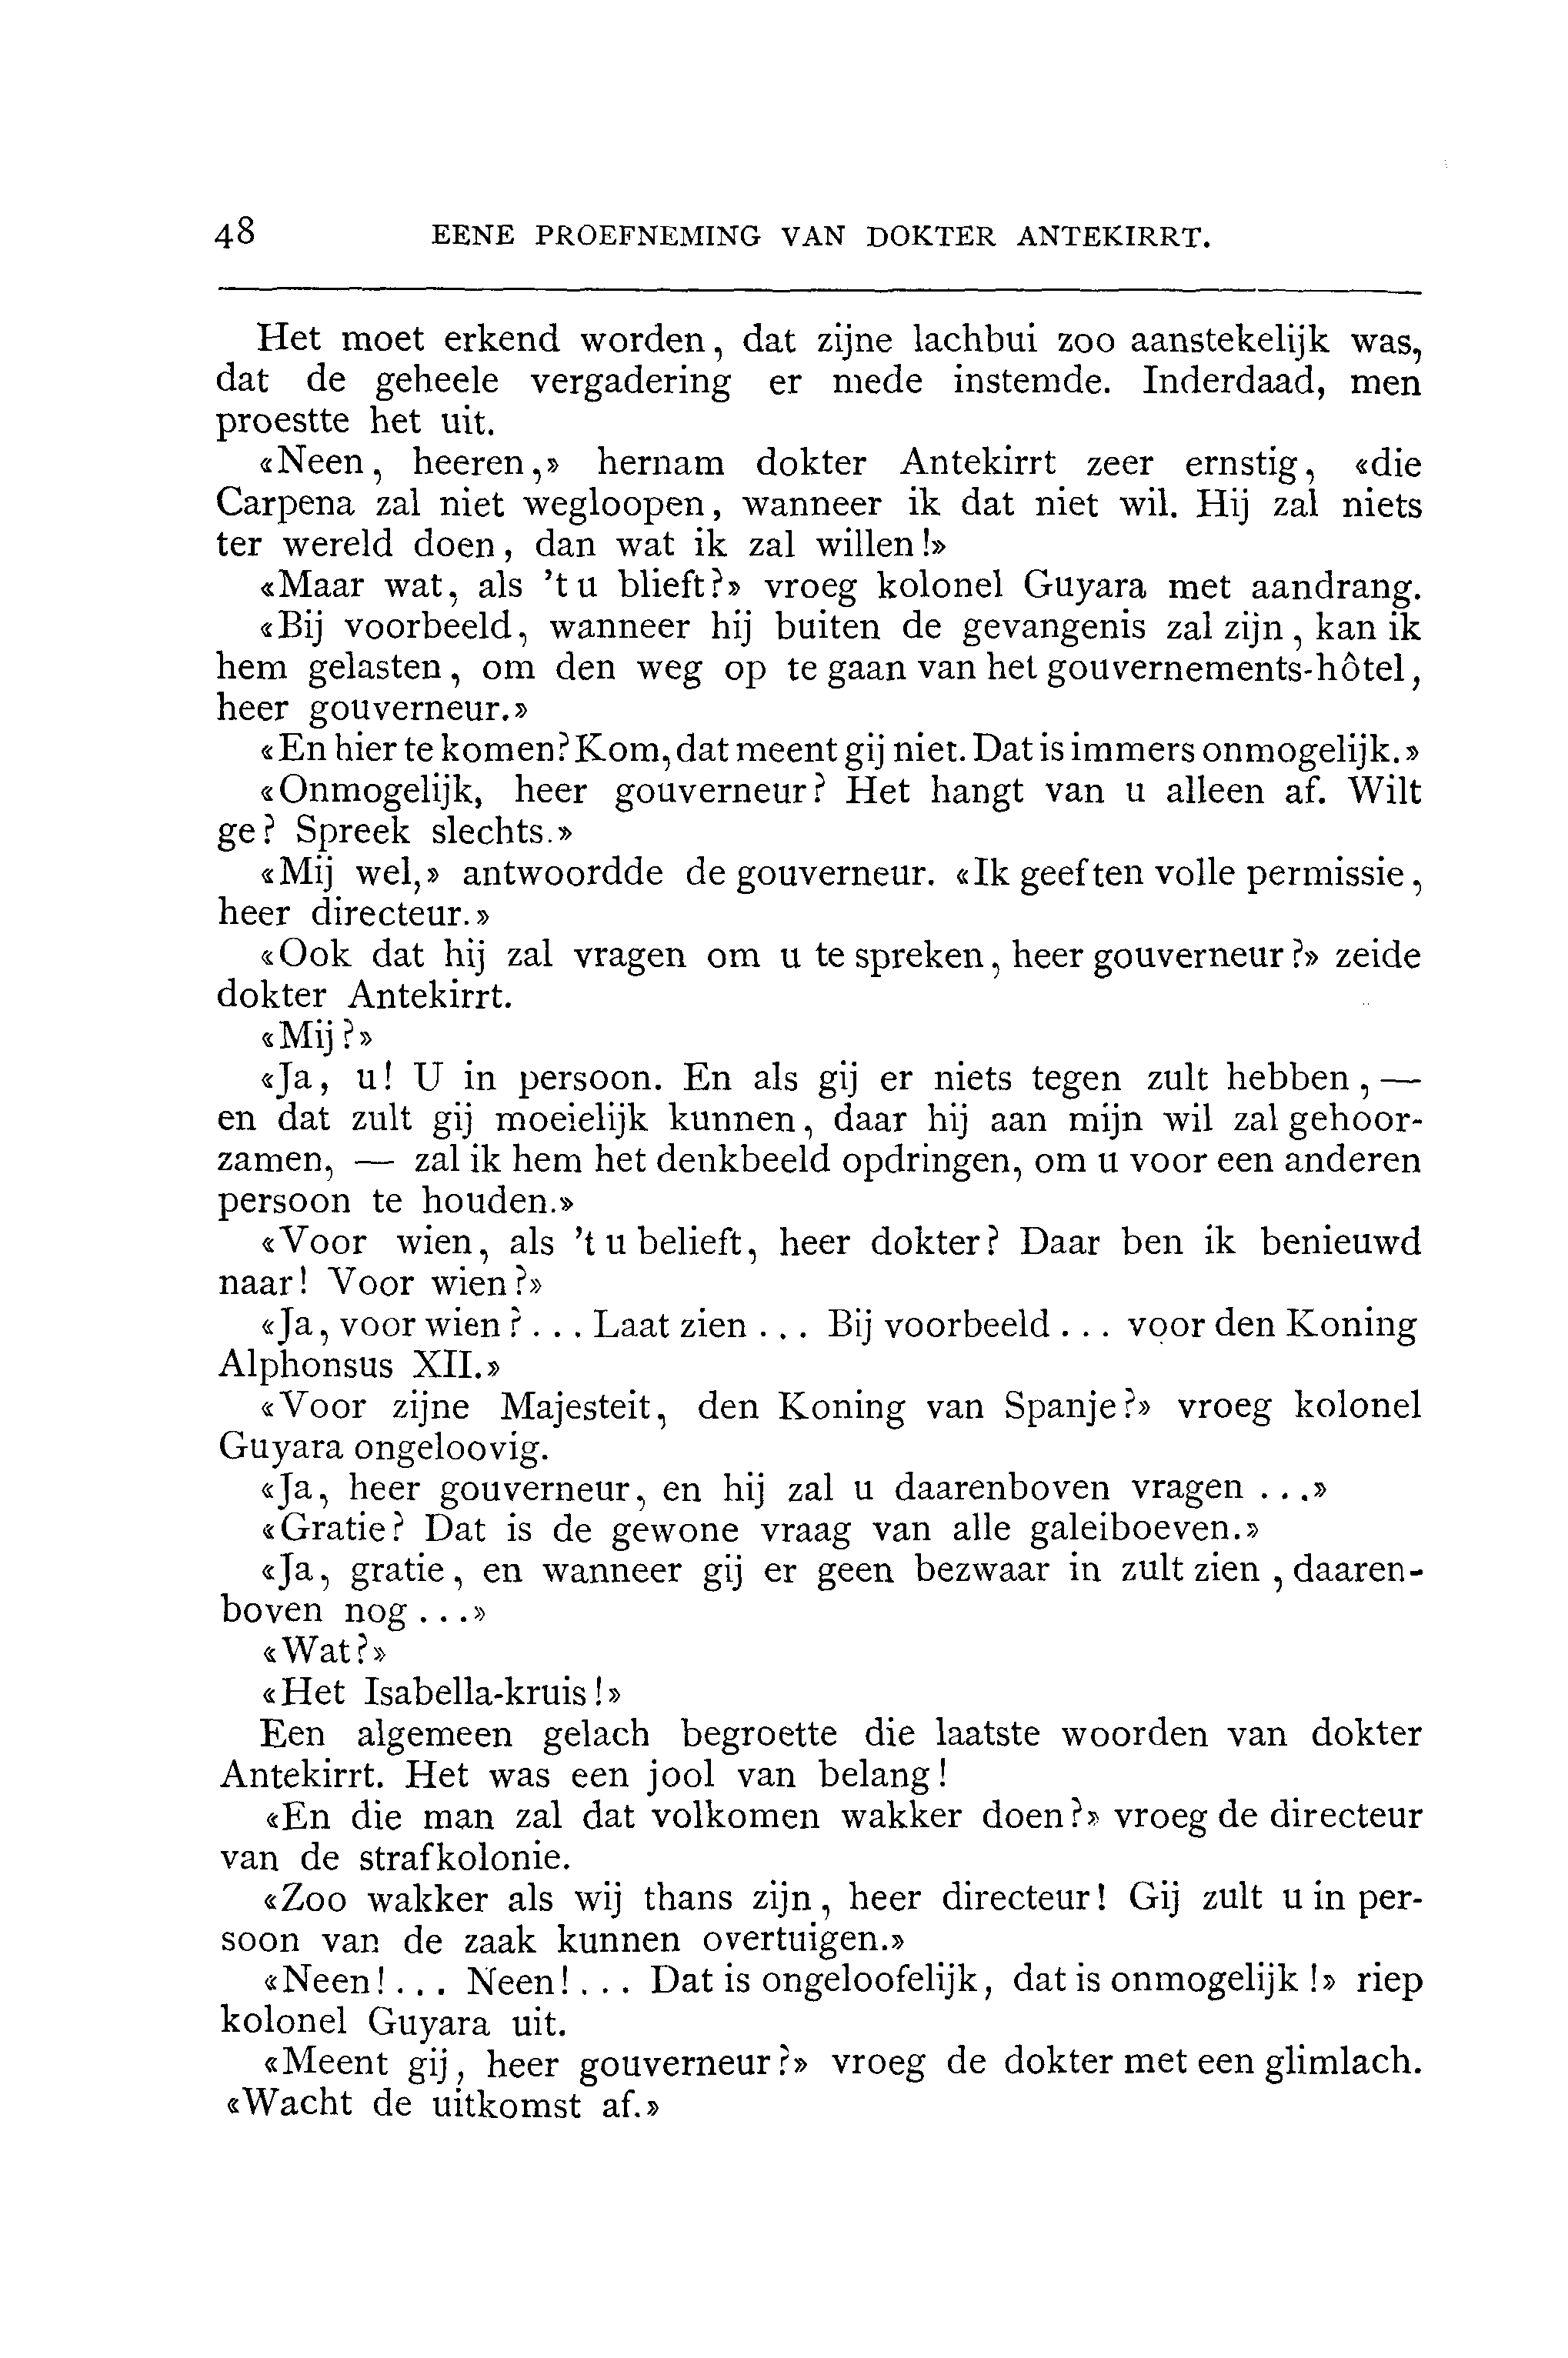 48 EENE PROEFNEMING VAN DOKTER ANTEKIRRT.
Het moet erkend worden, dat zijne lachbui zoo aanstekelijk was,
dat de geheele vergadering er mede instemde. Inderdaad, men
proestte het uit.
«Neen, heeren,» hernam dokter Antekirrt zeer ernstig, «die
Carpena zal niet wegloopen, wanneer ik dat niet wil. Hij zal niets
ter wereld doen, dan wat ik zal willen!»
«Maar wat, als 't u blieft?» vroeg kolonel Guyara met aandrang.
«Bij voorbeeld, wanneer hij buiten de gevangenis zal zijn, kan ik
hem gelasten, om den weg op te gaan van het gouvernements-hôtel,
heer gouverneur.»
«En hier te komen? Kom, dat meent gij niet. Dat is immers onmogelijk.»
«Onmogelijk, heer gouverneur? Het hangt van u alleen af. Wilt
ge? Spreek slechts.»
«Mij wel,» antwoordde de gouverneur. «Ik geef ten volle permissie,
heer directeur.»
«Ook dat hij zal vragen om u te spreken, heer gouverneur?» zeide
dokter Antekirrt.
«Mij?»
«Ja, u! U in persoon. En als gij er niets tegen zult hebben, —
en dat zult gij moeielijk kunnen, daar hij aan mijn wil zal gehoor-
zamen, — zal ik hem het denkbeeld opdringen, om u voor een anderen
persoon te houden.»
«Voor wien, als 't u belieft, heer dokter? Daar ben ik benieuwd
naar! Voor wien?»
«Ja, voor wien?... Laat zien ... Bij voorbeeld ... voor den Koning
Alphonsus XII.»
«Voor zijne Majesteit, den Koning van Spanje?» vroeg kolonel
Guyara ongeloovig.
«Ja, heer gouverneur, en hij zal u daarenboven vragen ...»
«Gratie? Dat is de gewone vraag van alle galeiboeven.»
«Ja, gratie, en wanneer gij er geen bezwaar in zult zien, daaren-
boven nog ...»
«Wat?»
«Het Isabella-kruis!»
Een algemeen gelach begroette die laatste woorden van dokter
Antekirrt. Het was een jool van belang!
«En die man zal dat volkomen wakker doen?» vroeg de directeur
van de strafkolonie.
«Zoo wakker als wij thans zijn, heer directeur! Gij zult u in per-
soon van de zaak kunnen overtuigen.»
«Neen!... Neen!... Dat is ongeloofelijk, dat is onmogelijk!» riep
kolonel Guyara uit.
«Meent gij, heer gouverneur?» vroeg de dokter met een glimlach.
«Wacht de uitkomst af.»